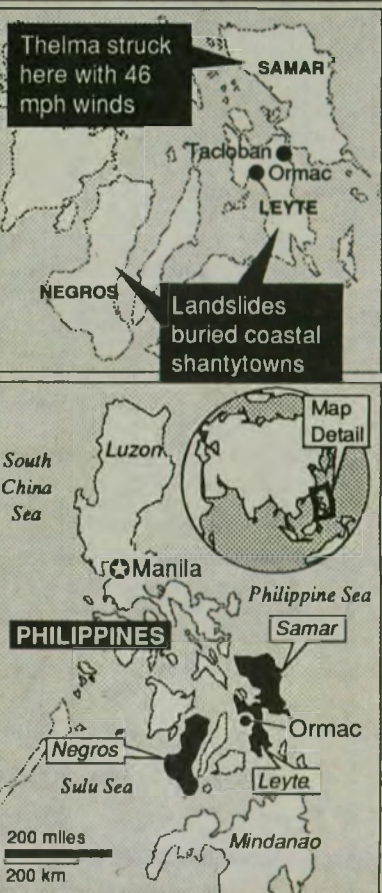 Thelma struck
here with 46
mph winds
SAMAR
Tacloban
Ormac
LEYTE
NEGROS
Landslides
buried coastal
shantytowns
Map
Detail
South
China
Sea
Luzon
Manila
Philippine Sea
PHILIPPINES
Samar
Ormac
Negros
Leyte
Sulu Sea
Mindanao
200 miles
200 km